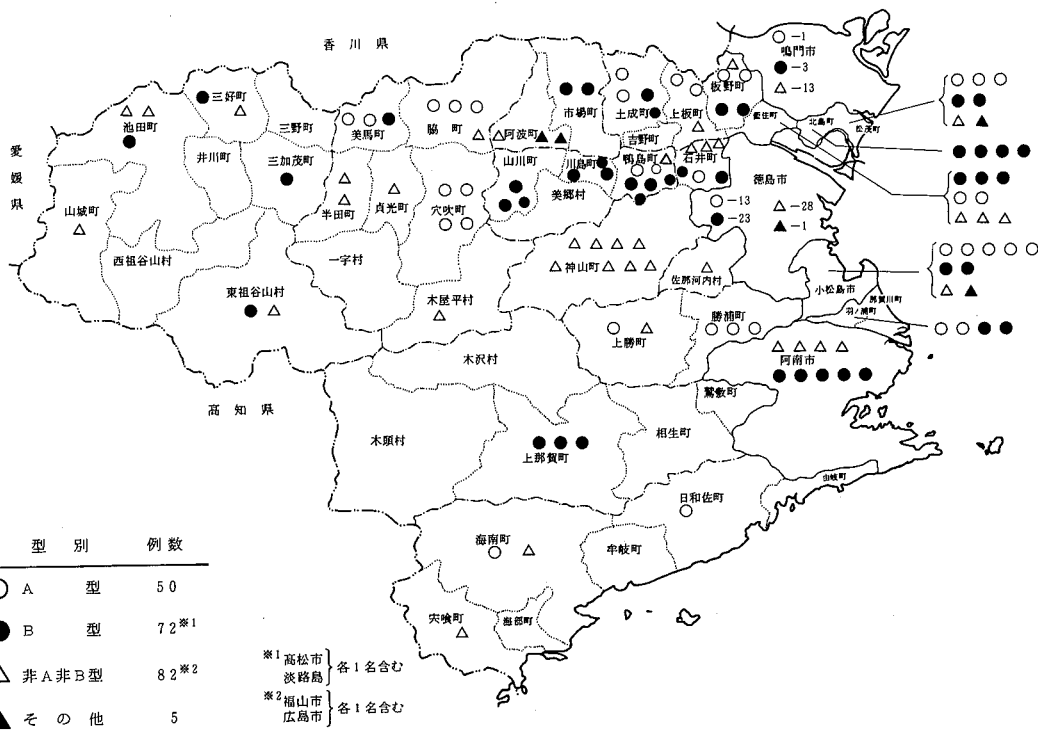 香川県
愛媛県
高知県
鳴門市
−1
−3
−13
三好町
池田町
三野町
美馬町
脇町
阿波町
市場町
土成町
上板町
板野町
藍住町
北島町
松茂町
吉野町
井川町
三加茂町
山川町
川島町
鴨島町
石井町
徳島市
−13
−23
−28
−1
山城町
半田町
貞光町
穴吹町
美郷村
西祖谷山村
一宇村
神山町
佐那河内村
小松島市
那賀川町
羽ノ浦町
東祖谷山村
木屋平村
上勝町
勝浦町
木沢村
阿南市
鷲敷町
木頭村
上那賀町
相生町
由岐町
日和佐町
海南町
牟岐町
宍喰町
海部町
型別 例数
A型 50
B型 72※1
非A非B型 82※2
その他 5
※1 高松市
淡路島
各1名含む
※2 福山市
広島市
各1名含む